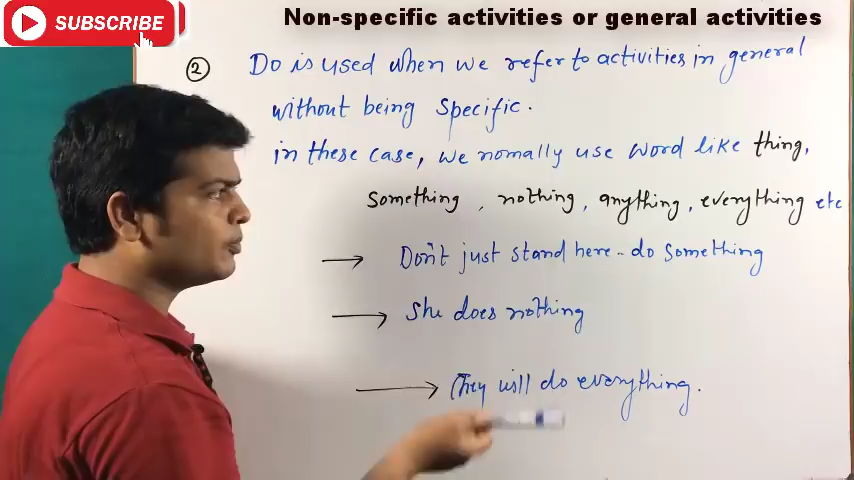 SUBSCRIBE
Non-specific activities or general activities
② Do is used when we refer to activities in general
without being specific.
in these case, we nomally use word like thing,
something, nothing, anything, everything etc
→ Don't just stand here.. do something
→ She does nothing
→ They will do everything.